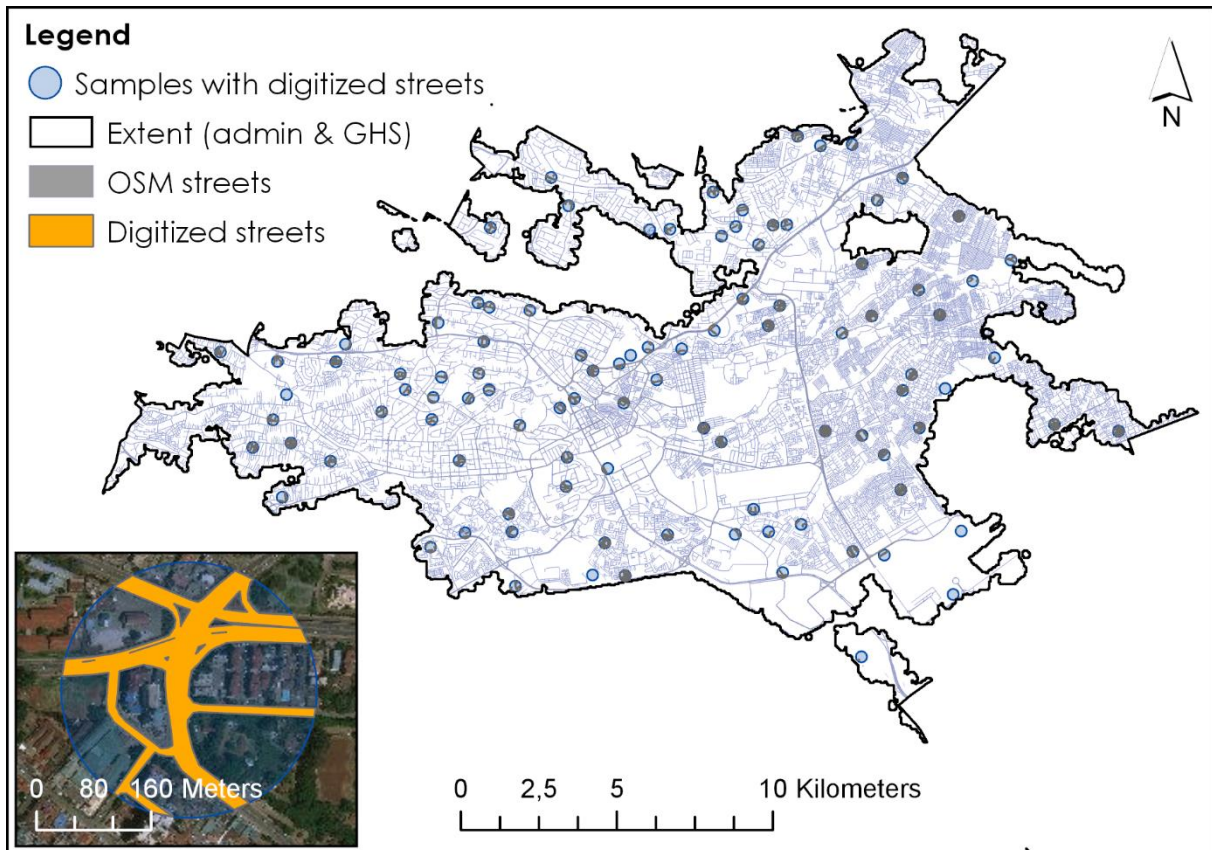 Legend
Samples with digitized streets
Extent (admin & GHS)
OSM streets
Digitized streets
N
0 80 160 Meters
0 2,5 5 10 Kilometers